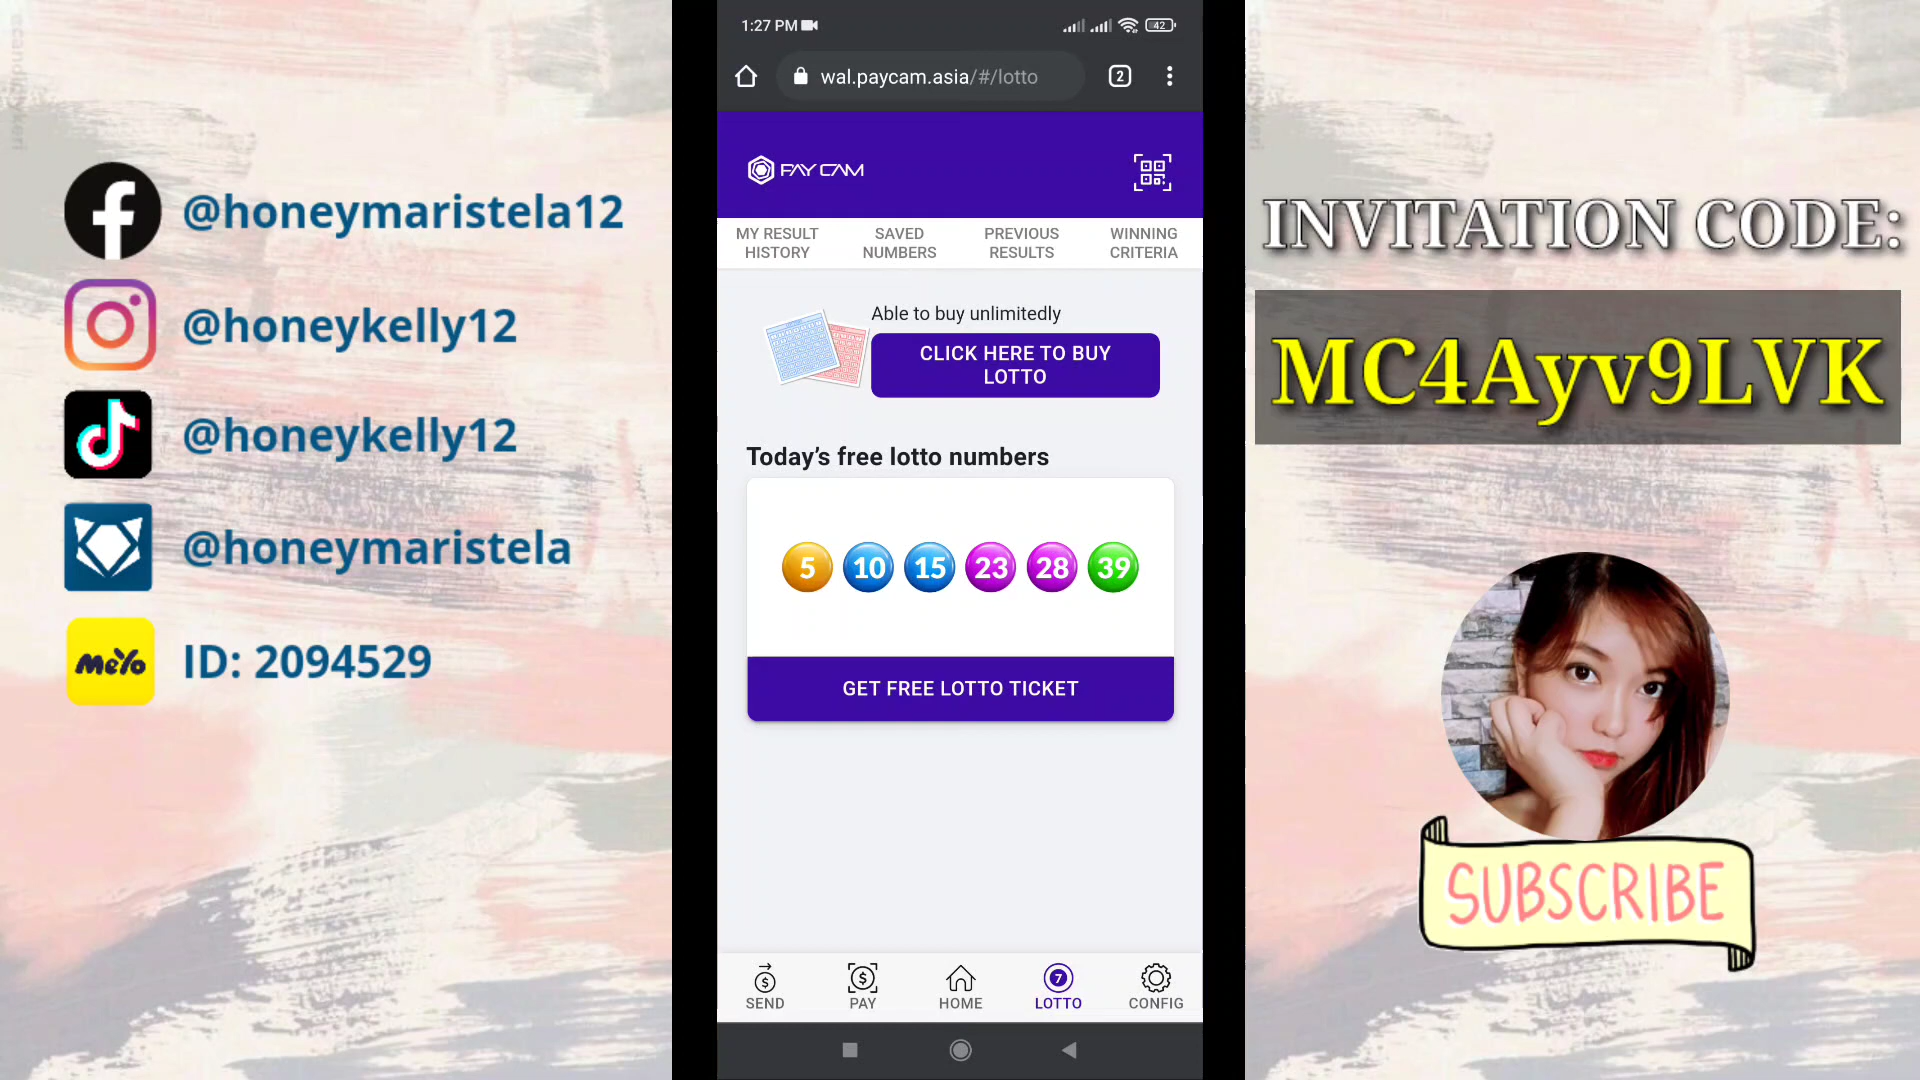 @honeymaristela12
@honeykelly12
@honeykelly12
@honeymaristela
MeYo
ID: 2094529
1:27 PM
42
wal.paycam.asia/#/lotto
2
PAY CAM
MY RESULT
HISTORY
SAVED
NUMBERS
PREVIOUS
RESULTS
WINNING
CRITERIA
Able to buy unlimitedly
CLICK HERE TO BUY
LOTTO
Today's free lotto numbers
5 10 15 23 28 39
GET FREE LOTTO TICKET
SEND
PAY
HOME
7
LOTTO
CONFIG
INVITATION CODE:
MC4Ayv9LVK
SUBSCRIBE